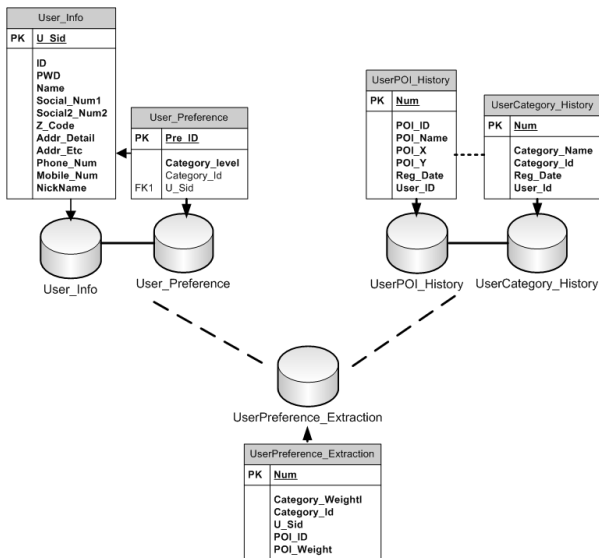 User_Info
PK U_Sid
ID
PWD
Name
Social_Num1
Social2_Num2
Z_Code
Addr_Detail
Addr_Etc
Phone_Num
Mobile_Num
NickName
User_Preference
PK Pre_ID
Category_level
Category_Id
FK1 U_Sid
UserPOI_History
PK Num
POI_ID
POI_Name
POI_X
POI_Y
Reg_Date
User_ID
UserCategory_History
PK Num
Category_Name
Category_Id
Reg_Date
User_Id
User_Info
User_Preference
UserPOI_History
UserCategory_History
UserPreference_Extraction
UserPreference_Extraction
PK Num
Category_Weightl
Category_Id
U_Sid
POI_ID
POI_Weight